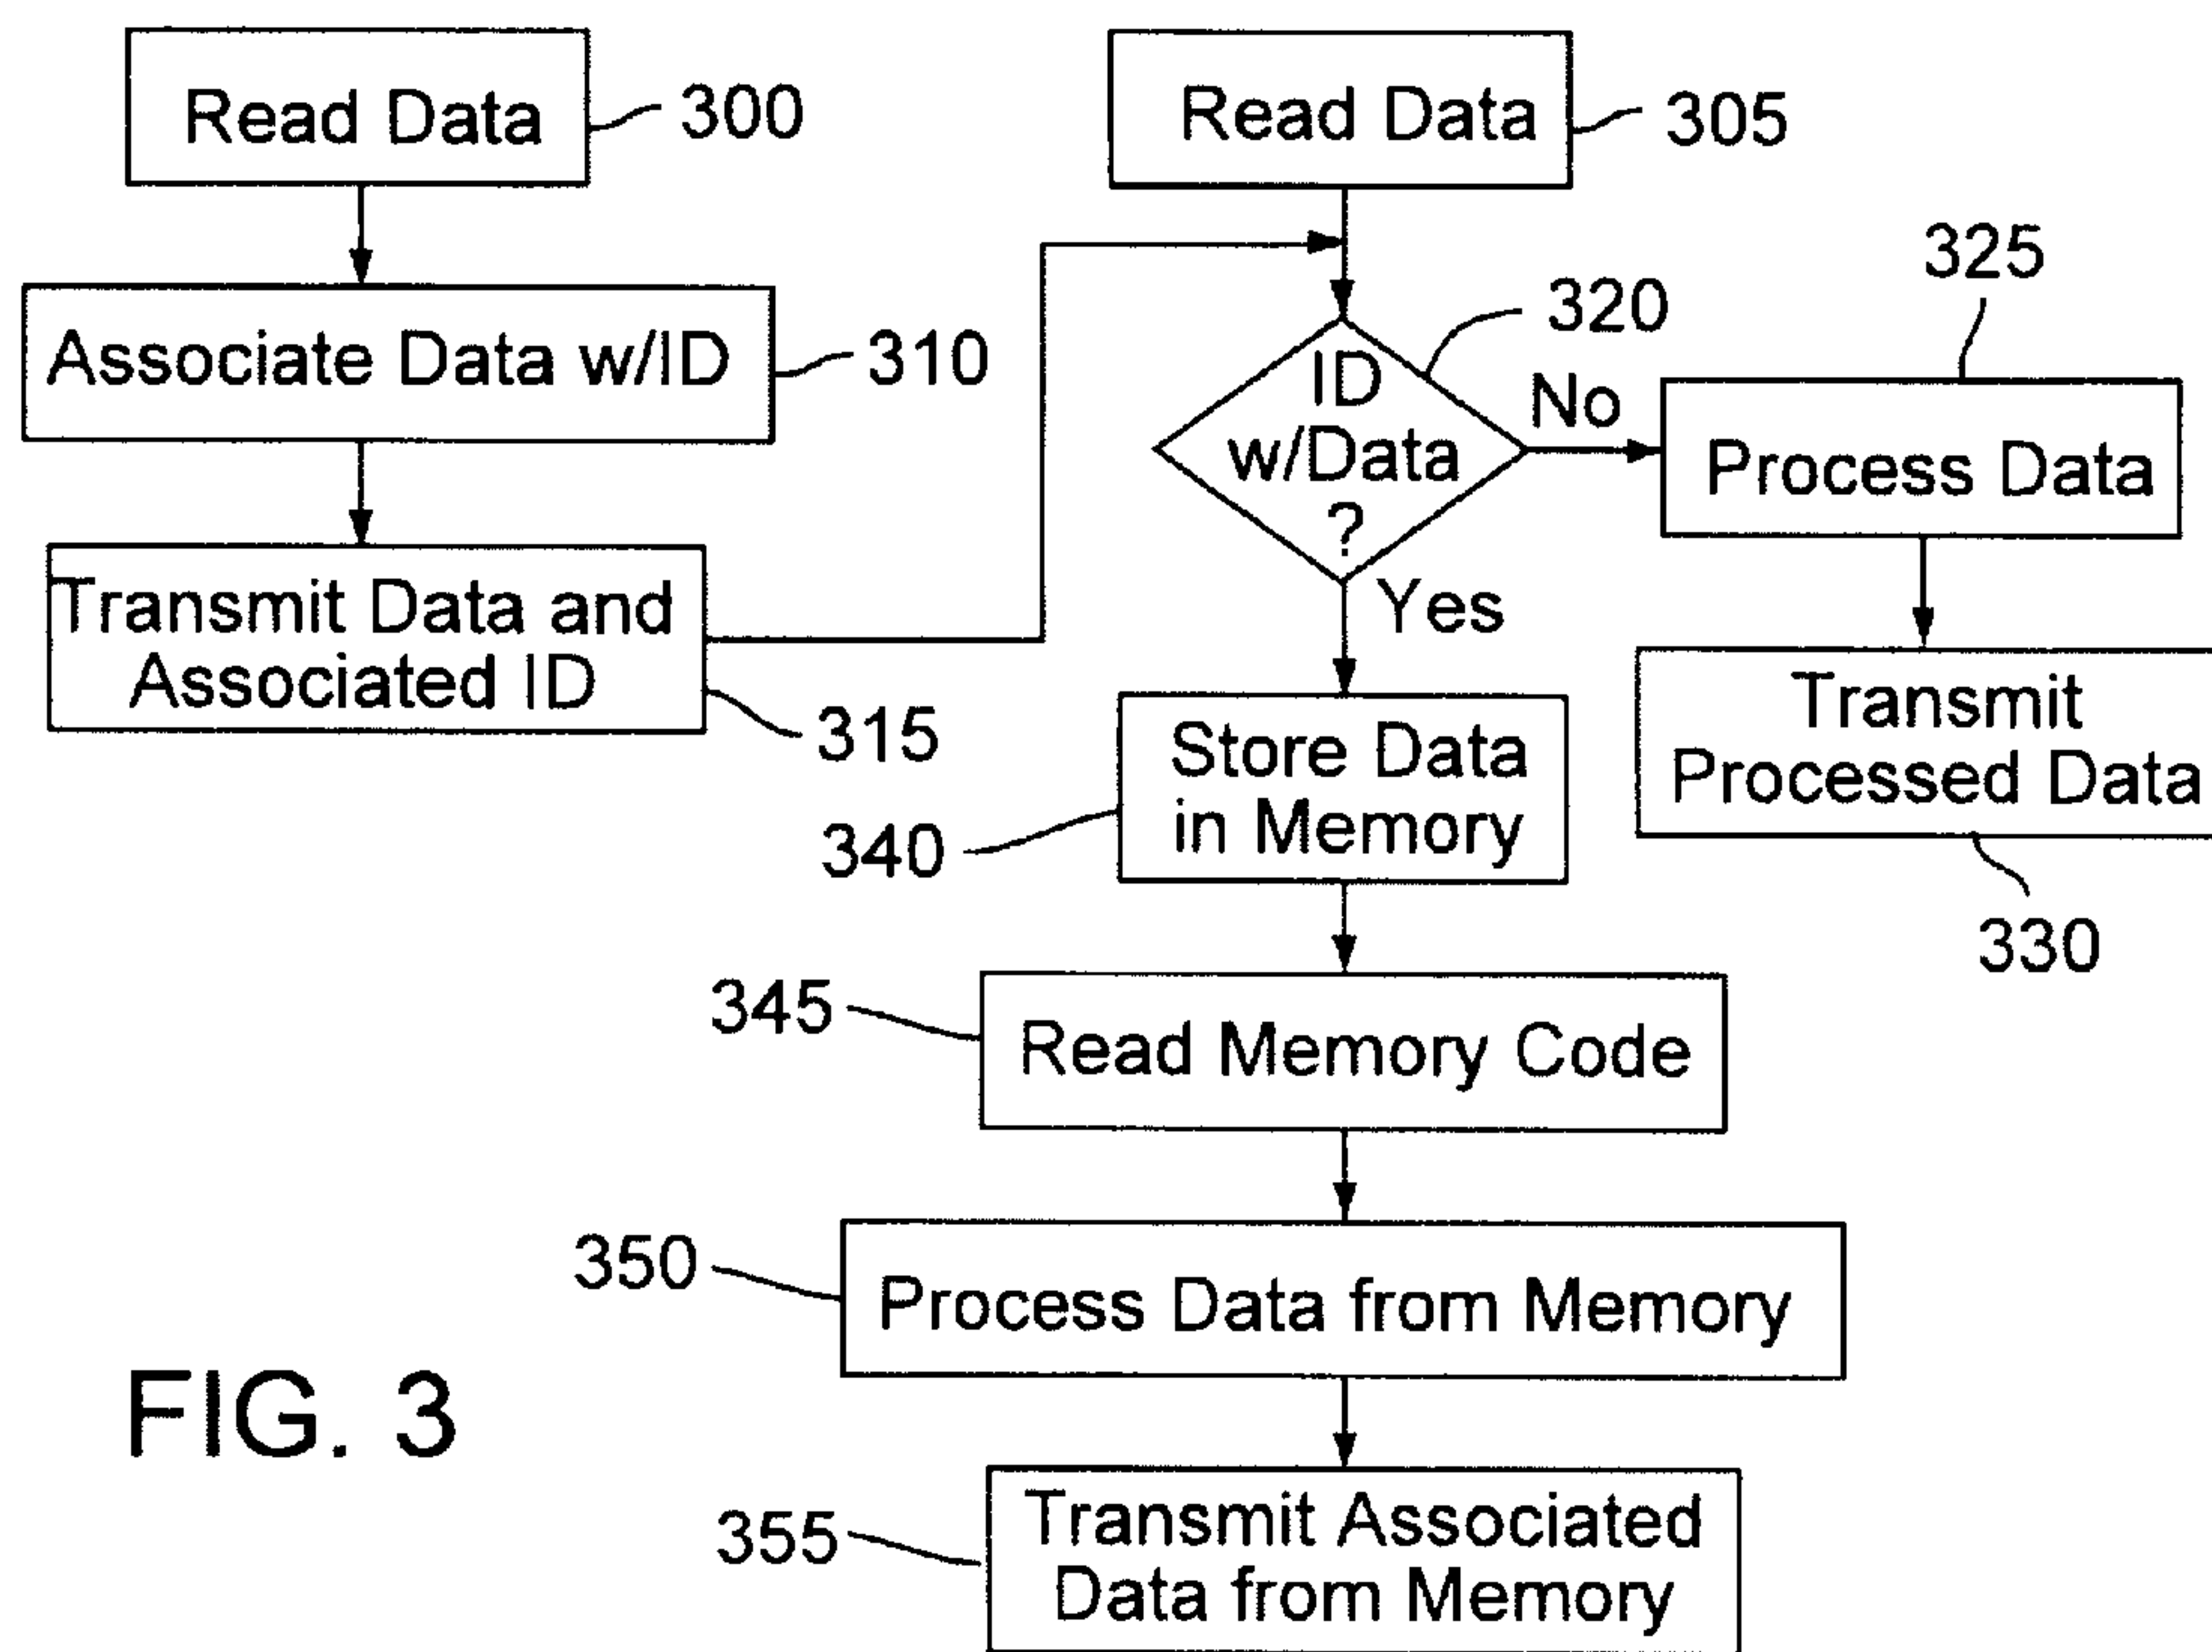 Read Data
300
Associate Data w/ID
310
Transmit Data and
Associated ID
315
Read Data
305
ID
w/Data
?
320
No
Yes
325
Process Data
Transmit
Processed Data
330
Store Data
in Memory
340
345
Read Memory Code
350
Process Data from Memory
355
Transmit Associated
Data from Memory
FIG. 3